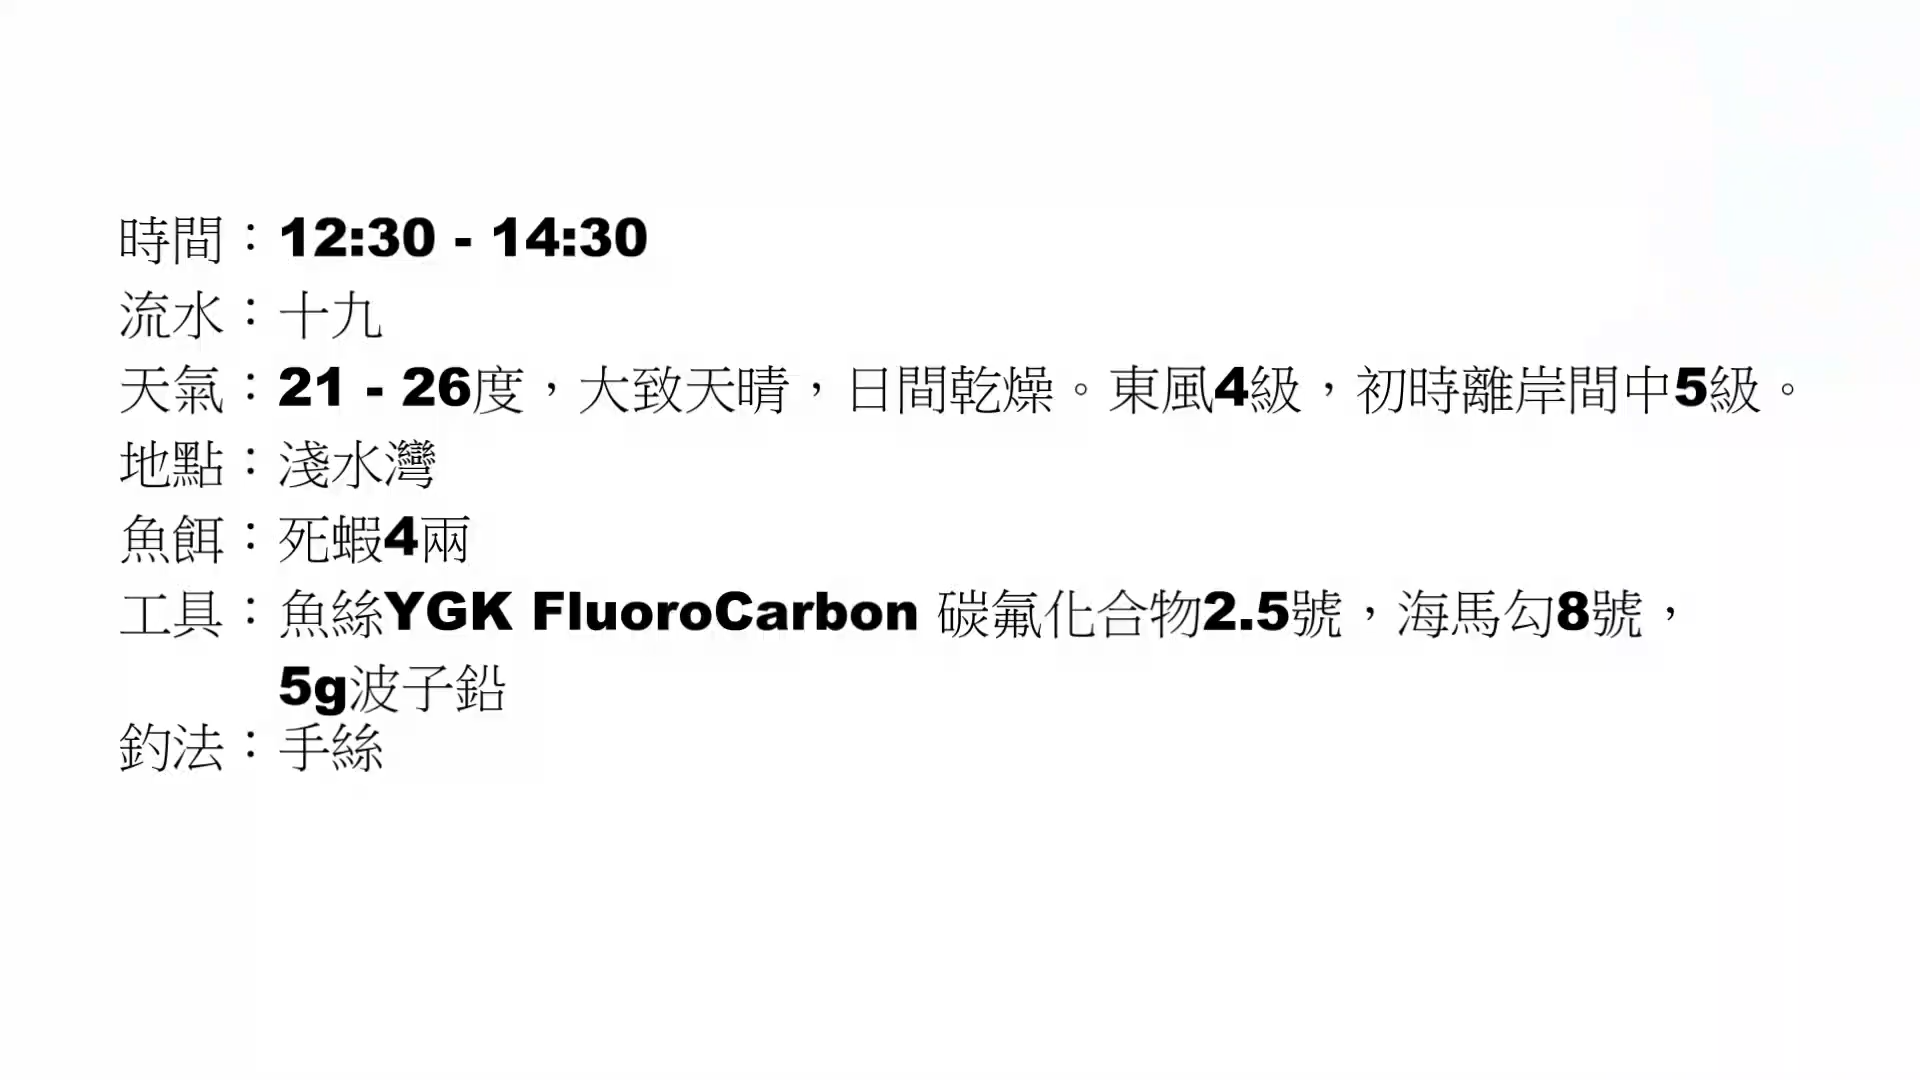 時間：12:30 - 14:30
流水：十九
天氣：21 - 26度，大致天晴，日間乾燥。東風4級，初時離岸間中5級。
地點：淺水灣
魚餌：死蝦4兩
工具：魚絲YGK FluoroCarbon 碳氟化合物2.5號，海馬勾8號，
5g波子鉛
釣法：手絲